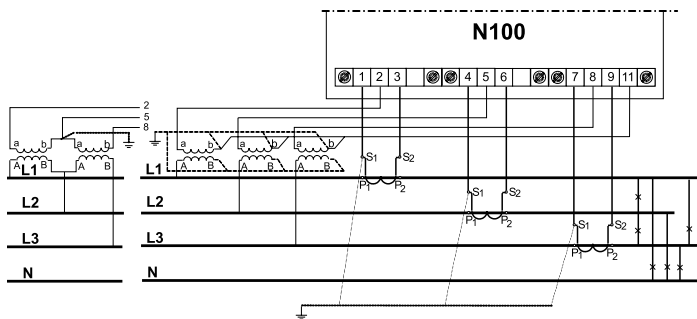 N100
1 2 3 4 5 6 7 8 9 11
2
5
8
a b a b
A B A B
a b a b a b
A B A B A B
S1 S2
L1 L1
P1 P2
S1 S2
L2 L2
P1 P2
S1 S2
L3 L3
P1 P2
N N